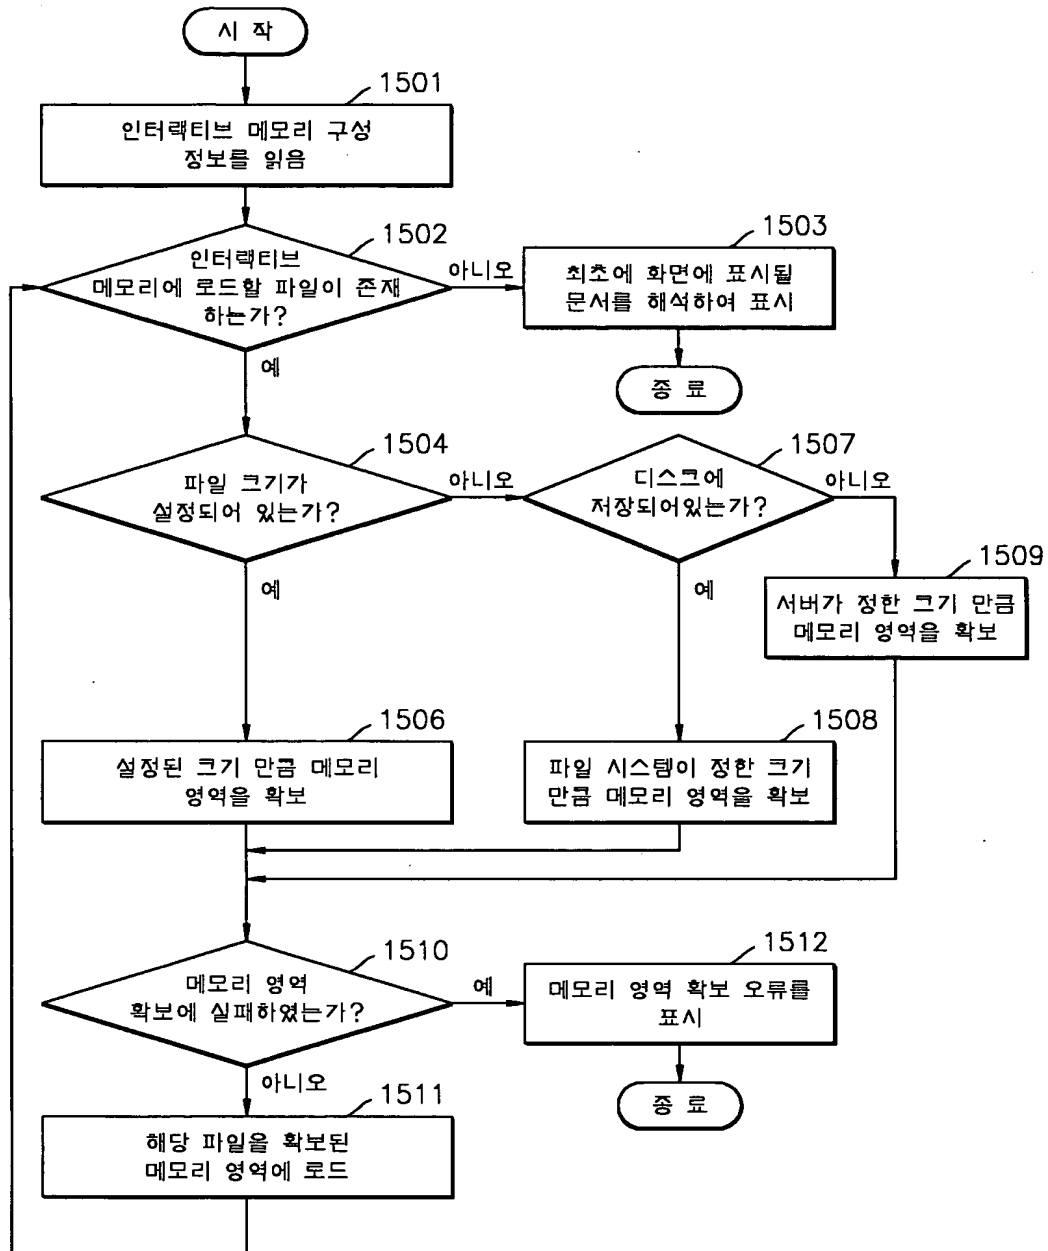 시 작
1501
인터랙티브 메모리 구성
정보를 읽음
1502
인터랙티브
메모리에 로드할 파일이 존재
하는가?
아니오
1503
최초에 화면에 표시될
문서를 해석하여 표시
예
종 료
1504
파일 크기가
설정되어 있는가?
아니오
1507
디스크에
저장되어있는가?
아니오
예
예
1509
서버가 정한 크기 만큼
메모리 영역을 확보
1506
설정된 크기 만큼 메모리
영역을 확보
1508
파일 시스템이 정한 크기
만큼 메모리 영역을 확보
1510
메모리 영역
확보에 실패하였는가?
예
1512
메모리 영역 확보 오류를
표시
아니오
종 료
1511
해당 파일을 확보된
메모리 영역에 로드